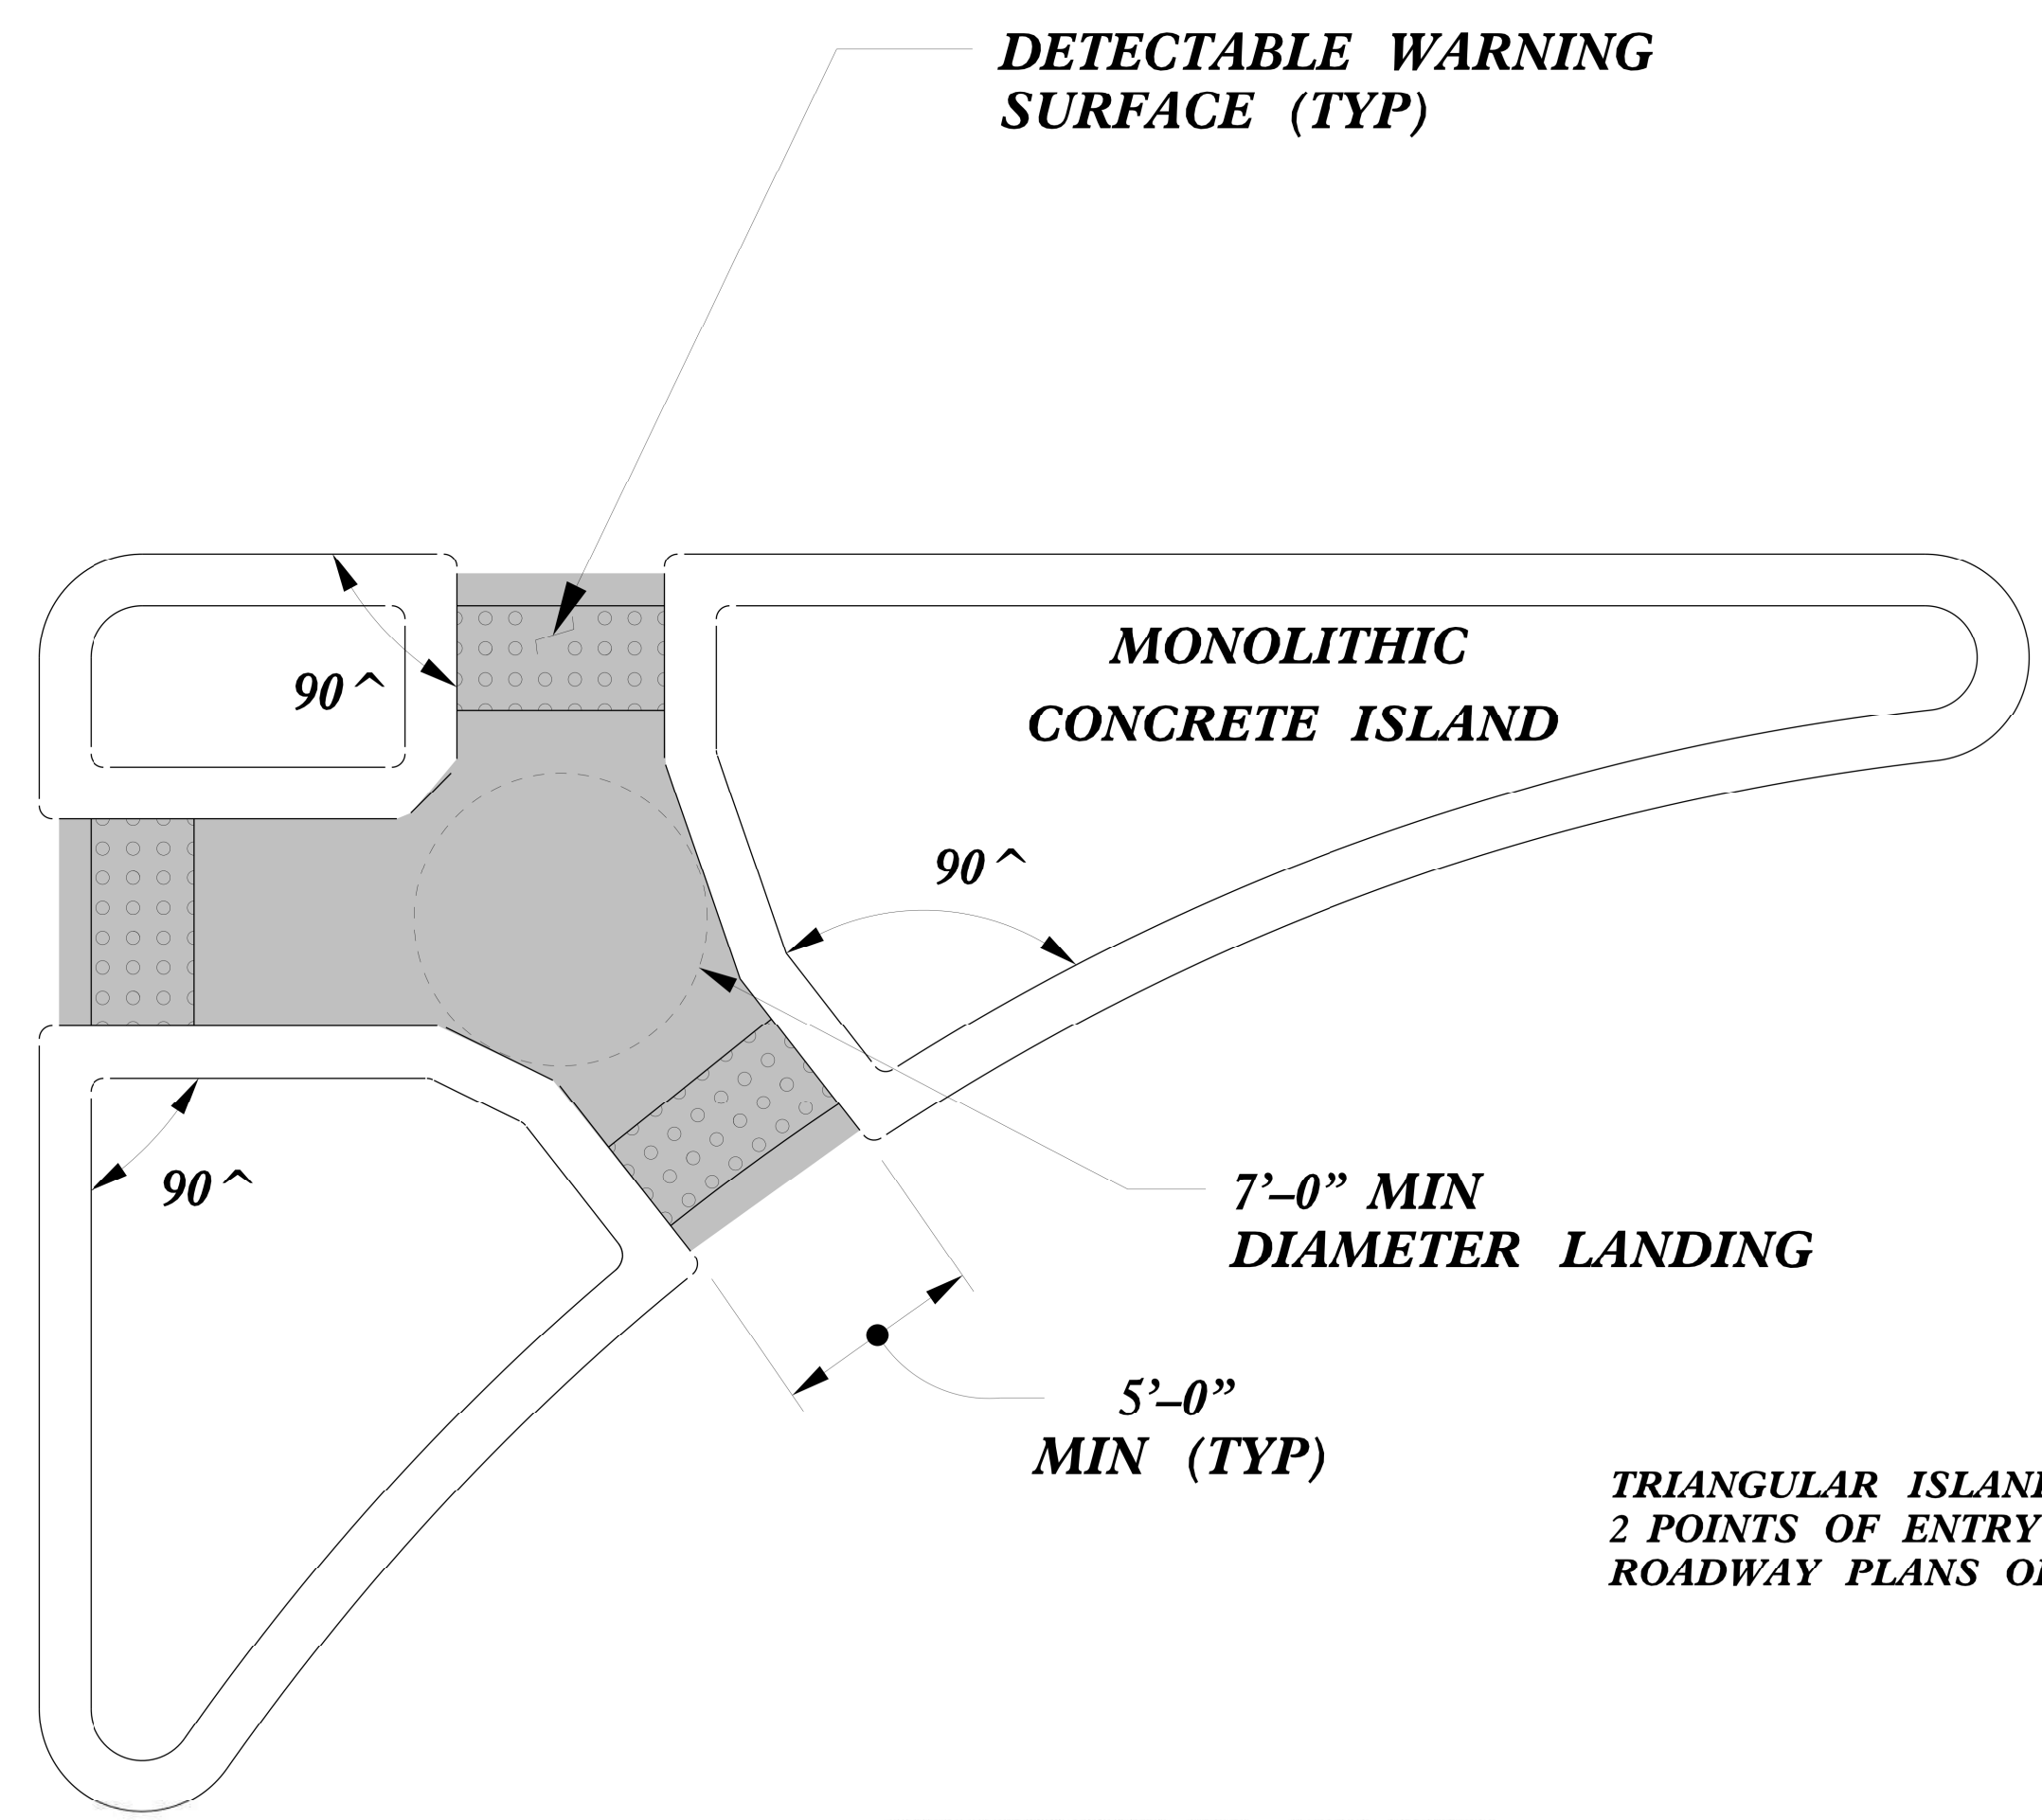 DETECTABLE WARNING
SURFACE (TYP)
MONOLITHIC
CONCRETE ISLAND
90^
90^
90^
7’–0” MIN
DIAMETER LANDING
5’–0”
MIN (TYP)
TRIANGULAR
2 POINTS OF ENTRY
ROADWAY PLANS